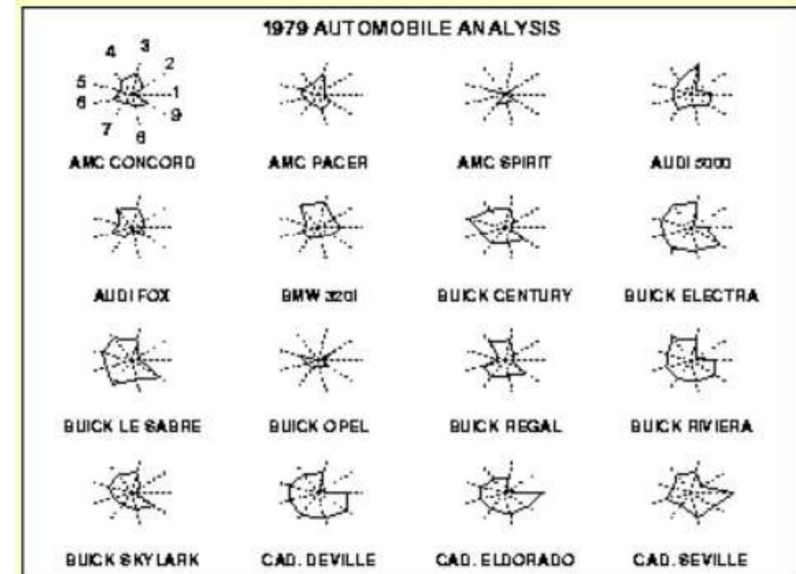 1979 AUTOMOBILE ANALYSIS
4 3
2
5
1
6
9
7
8
AMC CONCORD AMC PACER AMC SPIRIT AUDI 5000
AUDI FOX BMW 320I BUICK CENTURY BUICK ELECTRA
BUICK LE SABRE BUICK OPEL BUICK REGAL BUICK RIVIERA
BUICK SKYLARK CAD. DEVILLE CAD. ELDORADO CAD. SEVILLE